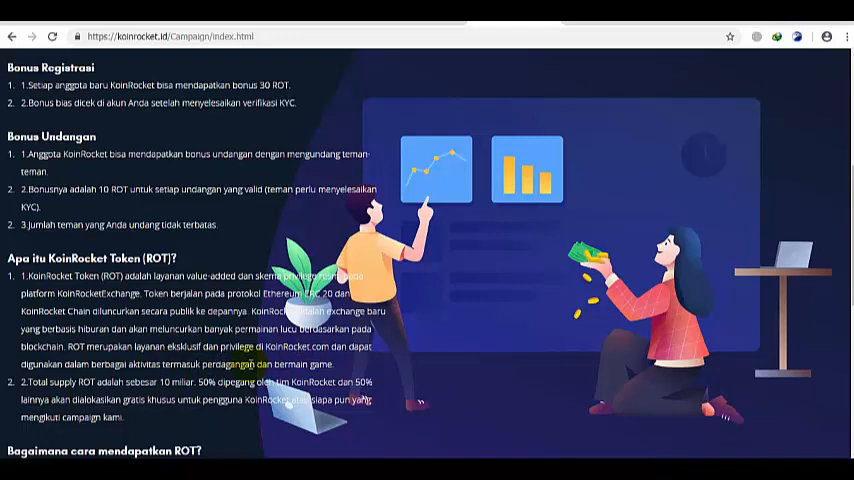 https://koinrocket.id/Campaign/index.html
Bonus Registrasi
1. 1.Setiap anggota baru KoinRocket bisa mendapatkan bonus 30 ROT.
2. 2.Bonus bias dicek di akun Anda setelah menyelesaikan verifikasi KYC.
Bonus Undangan
1. 1.Anggota KoinRocket bisa mendapatkan bonus undangan dengan mengundang teman-
teman.
2. 2.Bonusnya adalah 10 ROT untuk setiap undangan yang valid (teman perlu menyelesaikan
KYC).
2. 3.Jumlah teman yang Anda undang tidak terbatas.
Apa itu KoinRocket Token (ROT)?
1. 1.KoinRocket Token (ROT) adalah layanan value-added dan skema privilege resmi pada
platform KoinRocketExchange. Token berjalan pada protokol Ethereum ERC 20 dan
KoinRocket Chain diluncurkan secara publik ke depannya. KoinRocket adalah exchange baru
yang berbasis hiburan dan akan meluncurkan banyak permainan lucu berdasarkan pada
blockchain. ROT merupakan layanan eksklusif dan privilege di KoinRocket.com dan dapat
digunakan dalam berbagai aktivitas termasuk perdagangan dan bermain game.
2. 2.Total supply ROT adalah sebesar 10 miliar. 50% dipegang oleh tim KoinRocket dan 50%
lainnya akan dialokasikan gratis khusus untuk pengguna KoinRocket atau siapa pun yang
mengikuti campaign kami.
Bagaimana cara mendapatkan ROT?